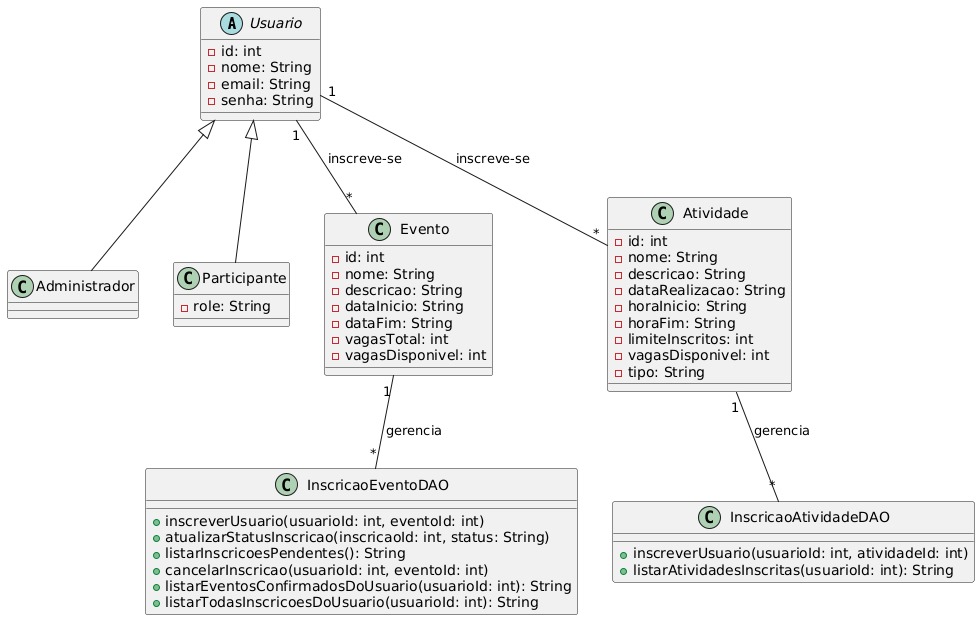 A Usuario
id: int
nome: String
email: String
senha: String
1
1
inscreve-se
inscreve-se
*
*
C Administrador
C Participante
role: String
C Evento
id: int
nome: String
descricao: String
dataInicio: String
dataFim: String
vagasTotal: int
vagasDisponivel: int
C Atividade
id: int
nome: String
descricao: String
dataRealizacao: String
horaInicio: String
horaFim: String
limiteInscritos: int
vagasDisponivel: int
tipo: String
1
gerencia
*
1
gerencia
*
C InscricaoEventoDAO
inscreverUsuario(usuarioId: int, eventoId: int)
atualizarStatusInscricao(inscricaoId: int, status: String)
listarInscricoesPendentes(): String
cancelarInscricao(usuarioId: int, eventoId: int)
listarEventosConfirmadosDoUsuario(usuarioId: int): String
listarTodasInscricoesDoUsuario(usuarioId: int): String
C InscricaoAtividadeDAO
inscreverUsuario(usuarioId: int, atividadeId: int)
listarAtividadesInscritas(usuarioId: int): String